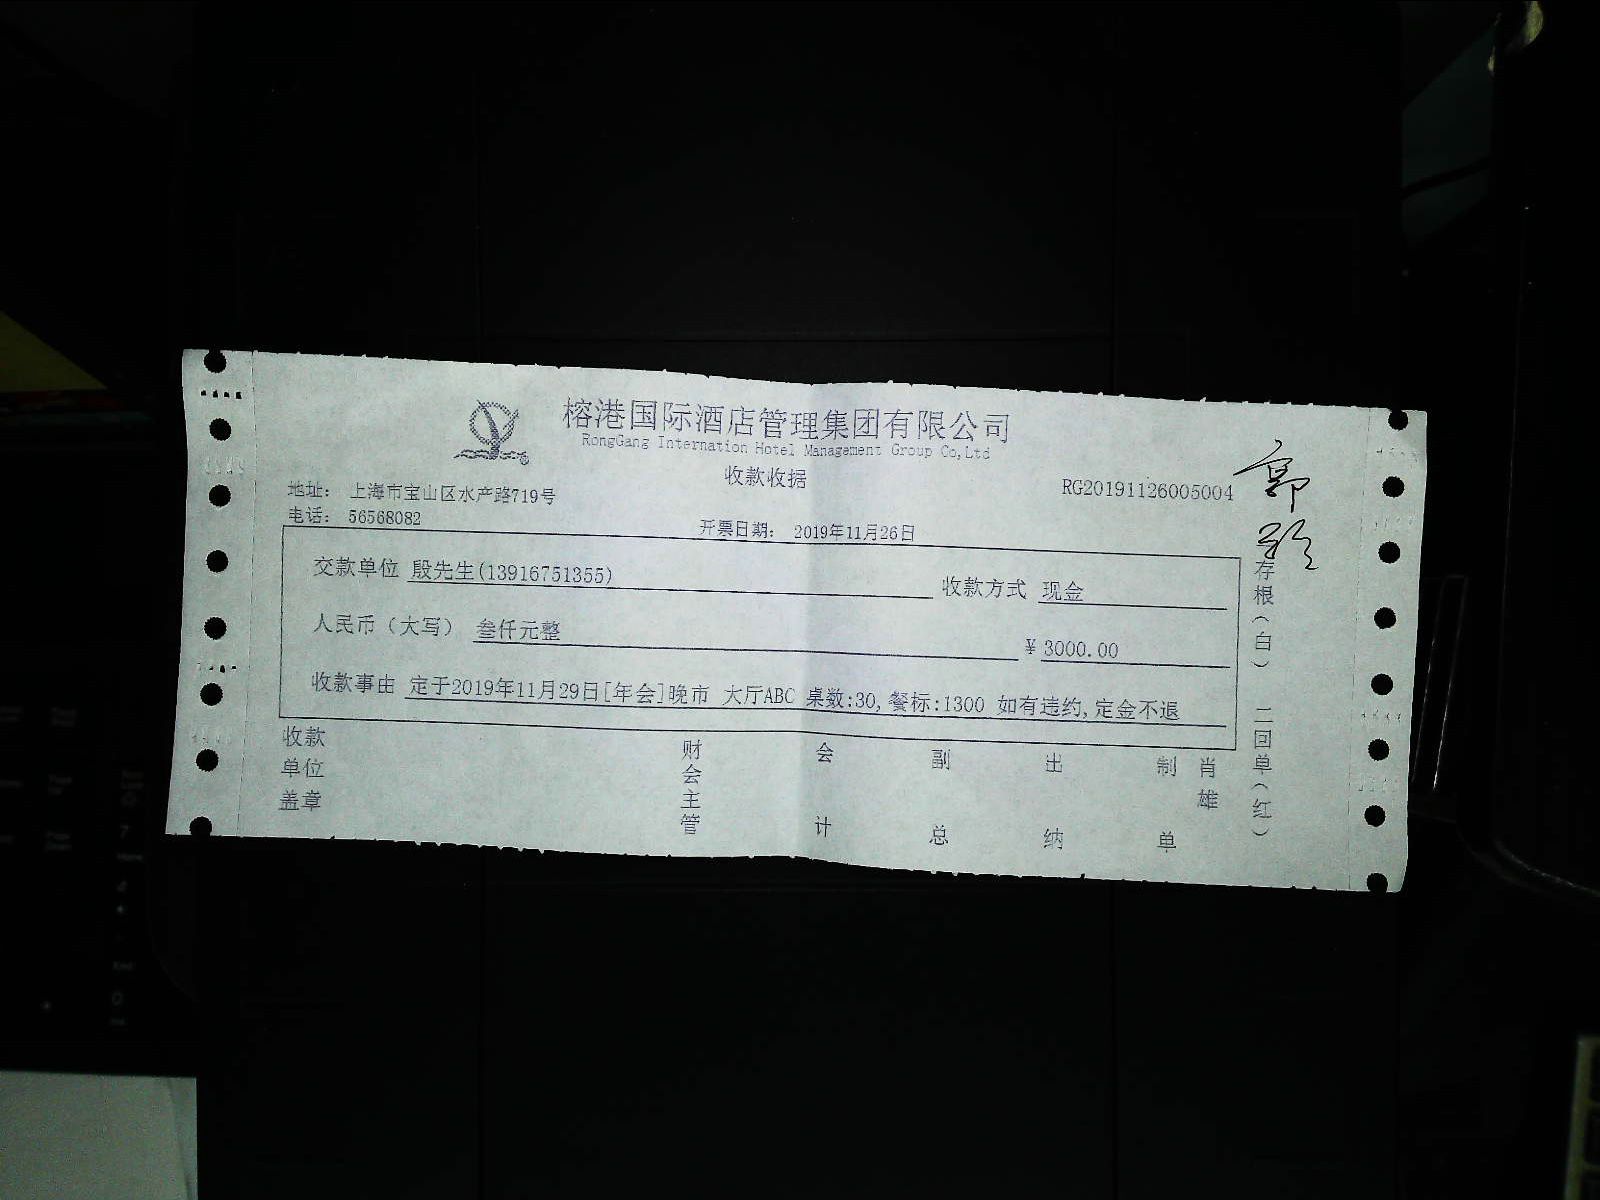 榕港国际酒店管理集团有限公司
RongGang Internation Hotel Management Group Co,Ltd
收款收据
地址： 上海市宝山区水产路719号
RG20191126005004
电话： 56568082
开票日期： 2019年11月26日
交款单位 殷先生(13916751355) 收款方式 现金
人民币（大写） 叁仟元整 ¥3000.00
收款事由 定于2019年11月29日[年会]晚市 大厅ABC 桌数:30,餐标:1300 如有违约,定金不退
收款单位盖章
财会主管
会计
副总
出纳
制单
肖雄
存根（白） 二回单（红）